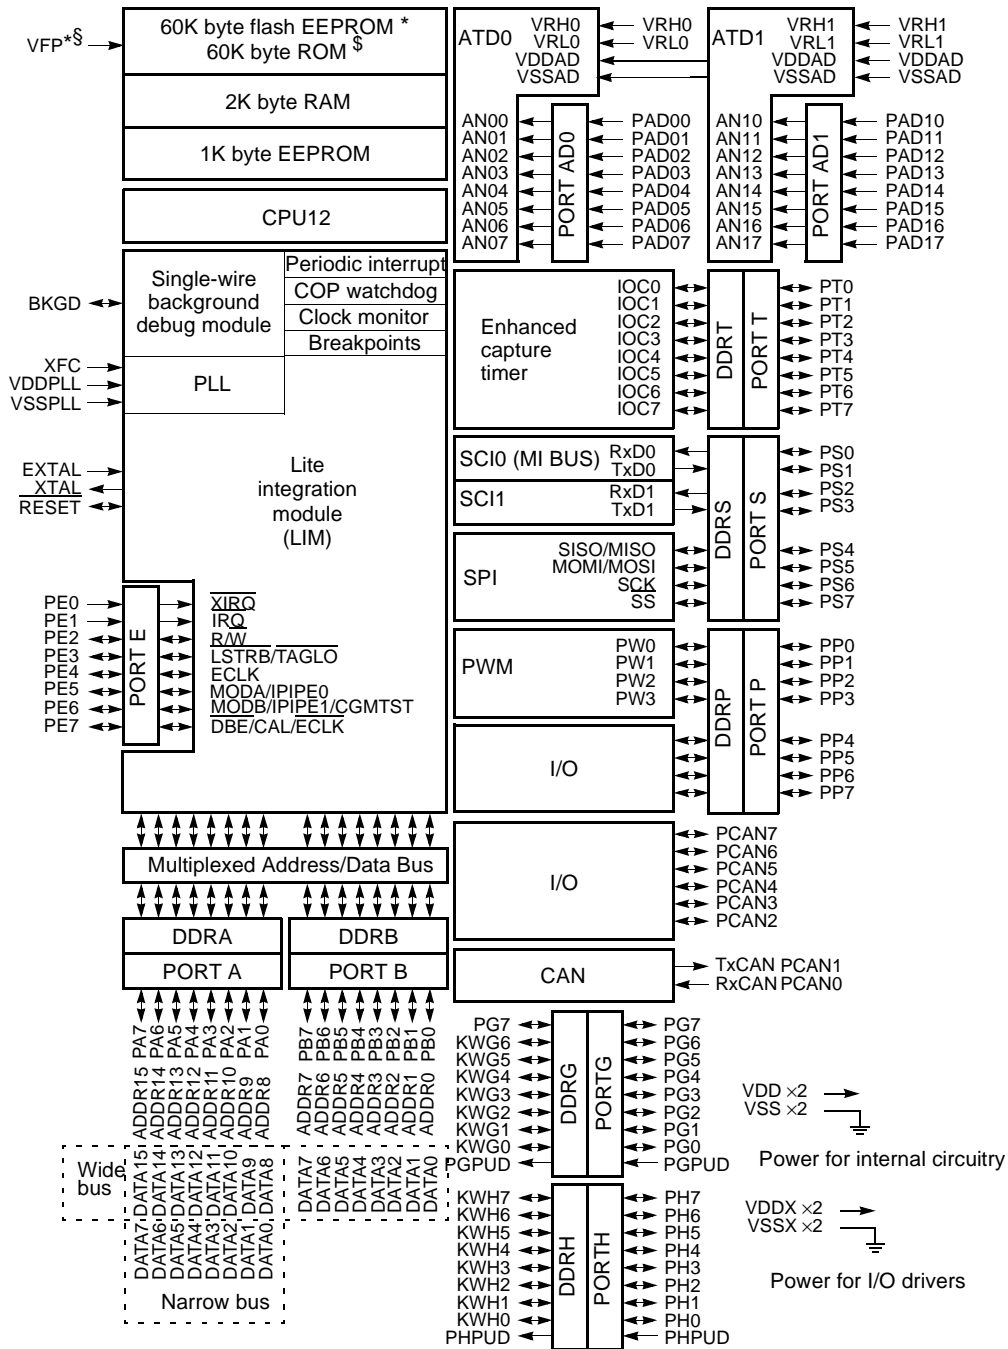 VFP*§
60K byte flash EEPROM *
60K byte ROM $
2K byte RAM
1K byte EEPROM
CPU12
Single-wire
background
debug module
Periodic interrupt
COP watchdog
Clock monitor
Breakpoints
BKGD
XFC
VDDPLL
VSSPLL
PLL
EXTAL
XTAL
RESET
Lite
integration
module
(LIM)
PE0
PE1
PE2
PE3
PE4
PE5
PE6
PE7
PORT E
XIRQ
IRQ
R/W
LSTRB/TAGLO
ECLK
MODA/IPIPE0
MODB/IPIPE1/CGMTST
DBE/CAL/ECLK
Multiplexed Address/Data Bus
DDRA
PORT A
DDRB
PORT B
PA7
PA6
PA5
PA4
PA3
PA2
PA1
PA0
PB7
PB6
PB5
PB4
PB3
PB2
PB1
PB0
ADDR15
ADDR14
ADDR13
ADDR12
ADDR11
ADDR10
ADDR9
ADDR8
ADDR7
ADDR6
ADDR5
ADDR4
ADDR3
ADDR2
ADDR1
ADDR0
Wide
bus
DATA15
DATA14
DATA13
DATA12
DATA11
DATA10
DATA9
DATA8
DATA7
DATA6
DATA5
DATA4
DATA3
DATA2
DATA1
DATA0
DATA7
DATA6
DATA5
DATA4
DATA3
DATA2
DATA1
DATA0
Narrow bus
ATD0
VRH0
VRL0
VDDAD
VSSAD
VRH0
VRL0
AN00
AN01
AN02
AN03
AN04
AN05
AN06
AN07
PORT AD0
PAD00
PAD01
PAD02
PAD03
PAD04
PAD05
PAD06
PAD07
ATD1
VRH1
VRL1
VDDAD
VSSAD
VRH1
VRL1
VDDAD
VSSAD
AN10
AN11
AN12
AN13
AN14
AN15
AN16
AN17
PORT AD1
PAD10
PAD11
PAD12
PAD13
PAD14
PAD15
PAD16
PAD17
Enhanced
capture
timer
IOC0
IOC1
IOC2
IOC3
IOC4
IOC5
IOC6
IOC7
DDRT
PORT T
PT0
PT1
PT2
PT3
PT4
PT5
PT6
PT7
SCI0 (MI BUS)
RxD0
TxD0
SCI1
RxD1
TxD1
SPI
SISO/MISO
MOMI/MOSI
SCK
SS
DDRS
PORT S
PS0
PS1
PS2
PS3
PS4
PS5
PS6
PS7
PWM
PW0
PW1
PW2
PW3
I/O
DDRP
PORT P
PP0
PP1
PP2
PP3
PP4
PP5
PP6
PP7
I/O
PCAN7
PCAN6
PCAN5
PCAN4
PCAN3
PCAN2
CAN
TxCAN PCAN1
RxCAN PCAN0
PG7
KWG6
KWG5
KWG4
KWG3
KWG2
KWG1
KWG0
PGPUD
DDRG
PORTG
PG7
PG6
PG5
PG4
PG3
PG2
PG1
PG0
PGPUD
KWH7
KWH6
KWH5
KWH4
KWH3
KWH2
KWH1
KWH0
PHPUD
DDRH
PORTH
PH7
PH6
PH5
PH4
PH3
PH2
PH1
PH0
PHPUD
VDD ×2
VSS ×2
Power for internal circuitry
VDDX ×2
VSSX ×2
Power for I/O drivers